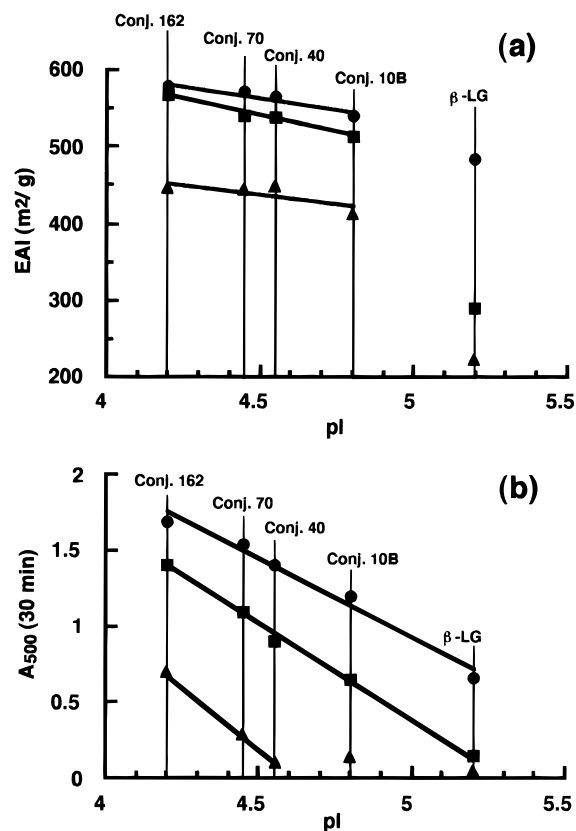 Conj. 162
(a)
Conj. 70
Conj. 40
Conj. 10B
β-LG
600
500
400
300
200
EAI (m2/ g)
4
4.5
5
5.5
pI
(b)
Conj. 162
Conj. 70
Conj. 40
Conj. 10B
β-LG
2
1.5
1
0.5
0
A500 (30 min)
4
4.5
5
5.5
pI